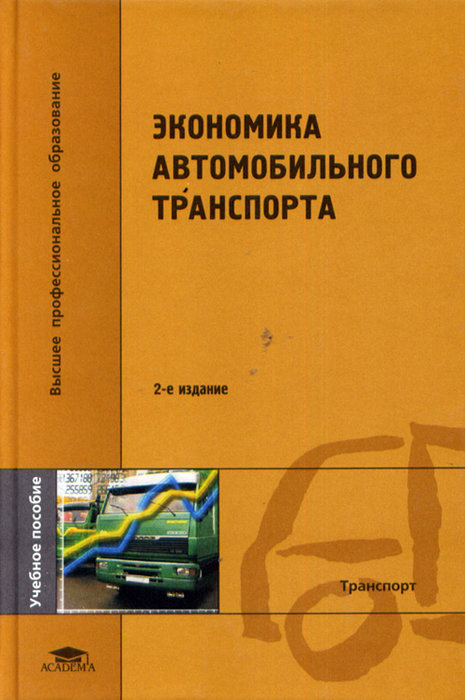 ЭКОНОМИКА
АВТОМОБИЛЬНОГО
ТРАНСПОРТА
Высшее профессиональное образование
2-е издание
Учебное пособие
Транспорт
ACADEMA